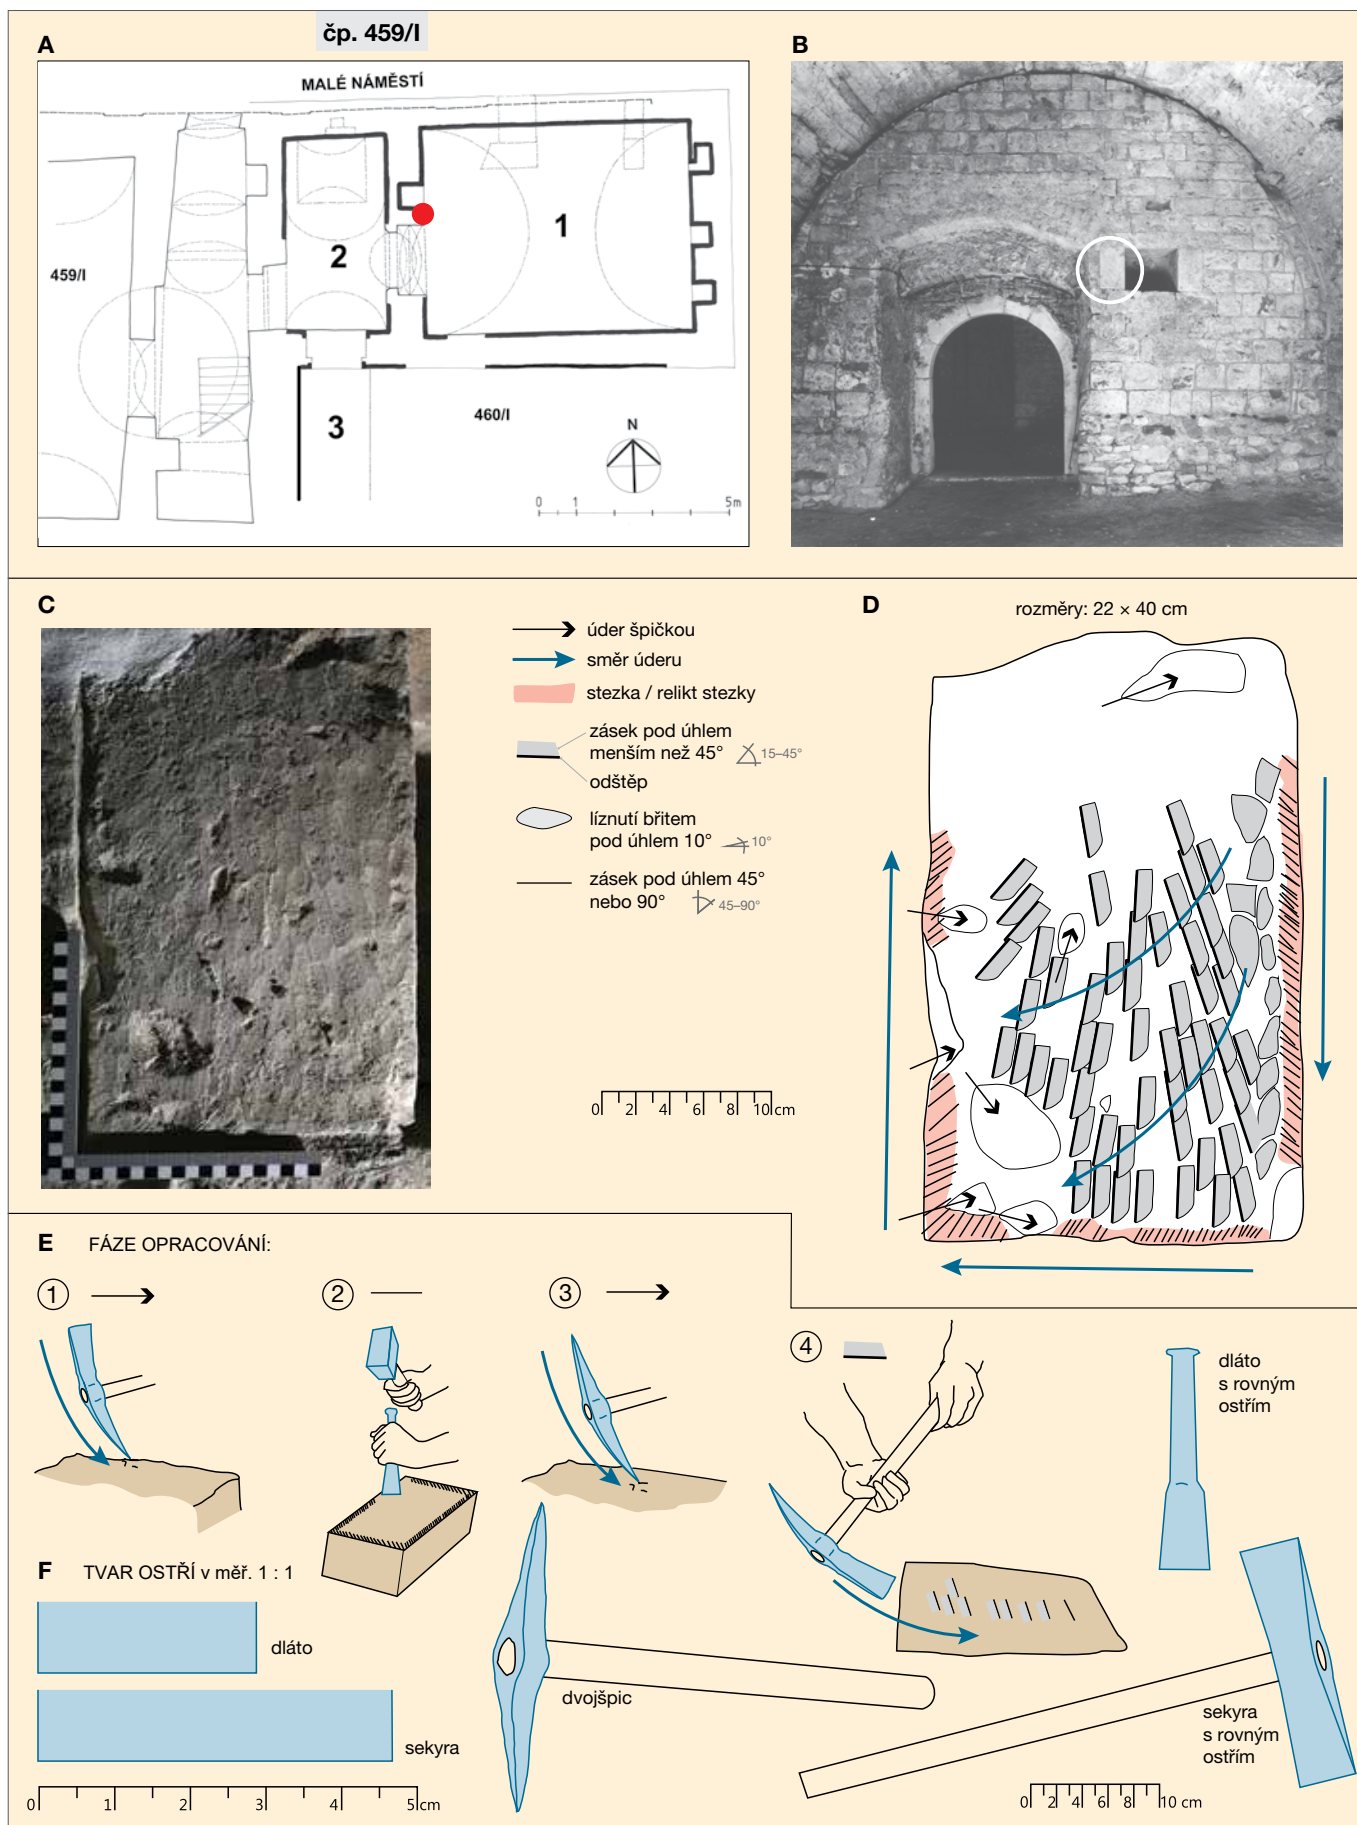 čp. 459/I
A
MALÉ NÁMĚSTÍ
459/I
2
1
3
460/I
N
0 1 5m
B
C
úder špičkou
směr úderu
stezka / relikt stezky
zásek pod úhlem
menším než 45° 15–45°
odštěp
líznutí břitem
pod úhlem 10° 10°
zásek pod úhlem 45°
nebo 90° 45–90°
0 2 4 6 8 10 cm
D
rozměry: 22 × 40 cm
E FÁZE OPRACOVÁNÍ:
1
2
3
4
dláto
s rovným
ostřím
F TVAR OSTŘÍ v měř. 1 : 1
dláto
sekyra
0 1 2 3 4 5 cm
dvojšpic
sekyra
s rovným
ostřím
0 2 4 6 8 10 cm